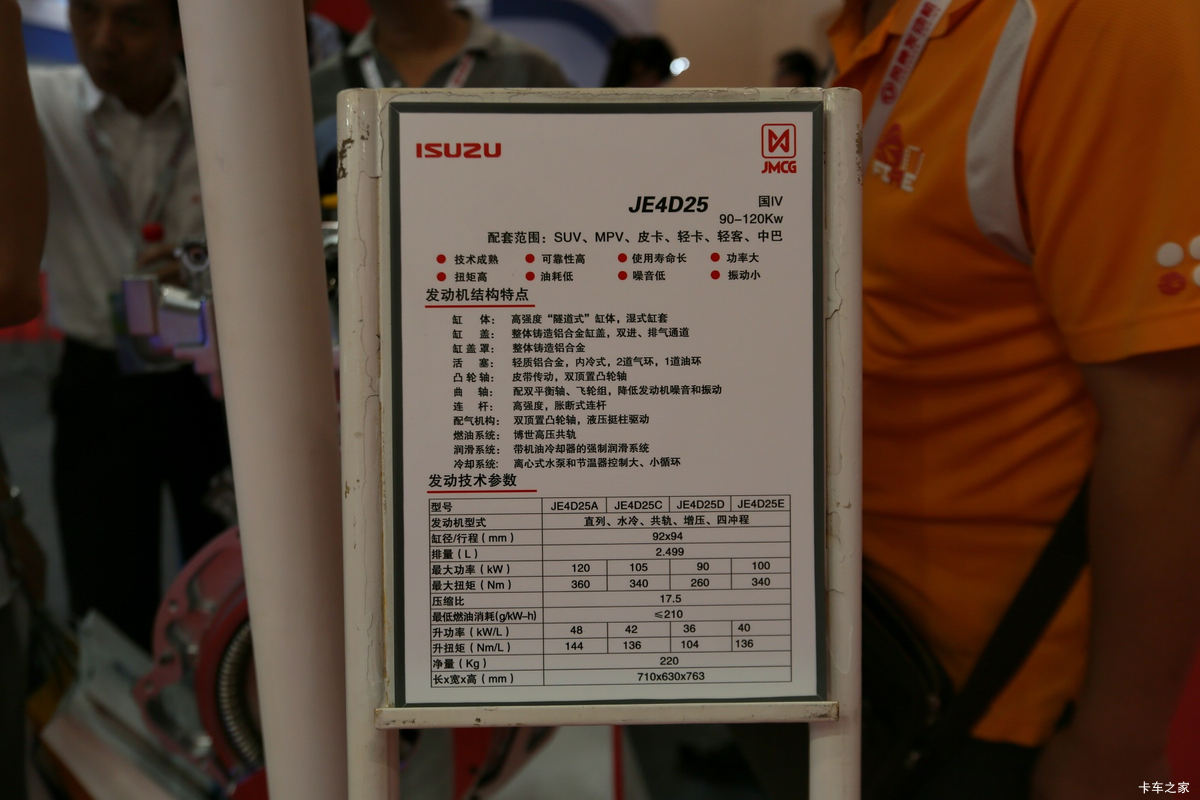 ISUZU
JMCG
JE4D25 国IV
90-120Kw
配套范围：SUV、MPV、皮卡、轻卡、轻客、中巴
● 技术成熟 ● 可靠性高 ● 使用寿命长 ● 功率大
● 扭矩高 ● 油耗低 ● 噪音低 ● 振动小
发动机结构特点
缸 体： 高强度“隧道式”缸体，湿式缸套
缸 盖： 整体铸造铝合金缸盖，双进、排气通道
缸 盖 罩： 整体铸造铝合金
活 塞： 轻质铝合金，内冷式，2道气环，1道油环
凸 轮 轴： 皮带传动，双顶置凸轮轴
曲 轴： 配双平衡轴、飞轮组，降低发动机噪音和振动
连 杆： 高强度，胀断式连杆
配气机构： 双顶置凸轮轴，液压挺柱驱动
燃油系统： 博世高压共轨
润滑系统： 带机油冷却器的强制润滑系统
冷却系统： 离心式水泵和节温器控制大、小循环
发动技术参数
型号 JE4D25A JE4D25C JE4D25D JE4D25E
发动机型式 直列、水冷、共轨、增压、四冲程
缸径/行程（mm） 92x94
排量（L） 2.499
最大功率（kW） 120 105 90 100
最大扭矩（Nm） 360 340 260 340
压缩比 17.5
最低燃油消耗(g/kW-h) ≤210
升功率（kW/L） 48 42 36 40
升扭矩（Nm/L） 144 136 104 136
净量（Kg） 220
长x宽x高（mm） 710x630x763
卡车之家